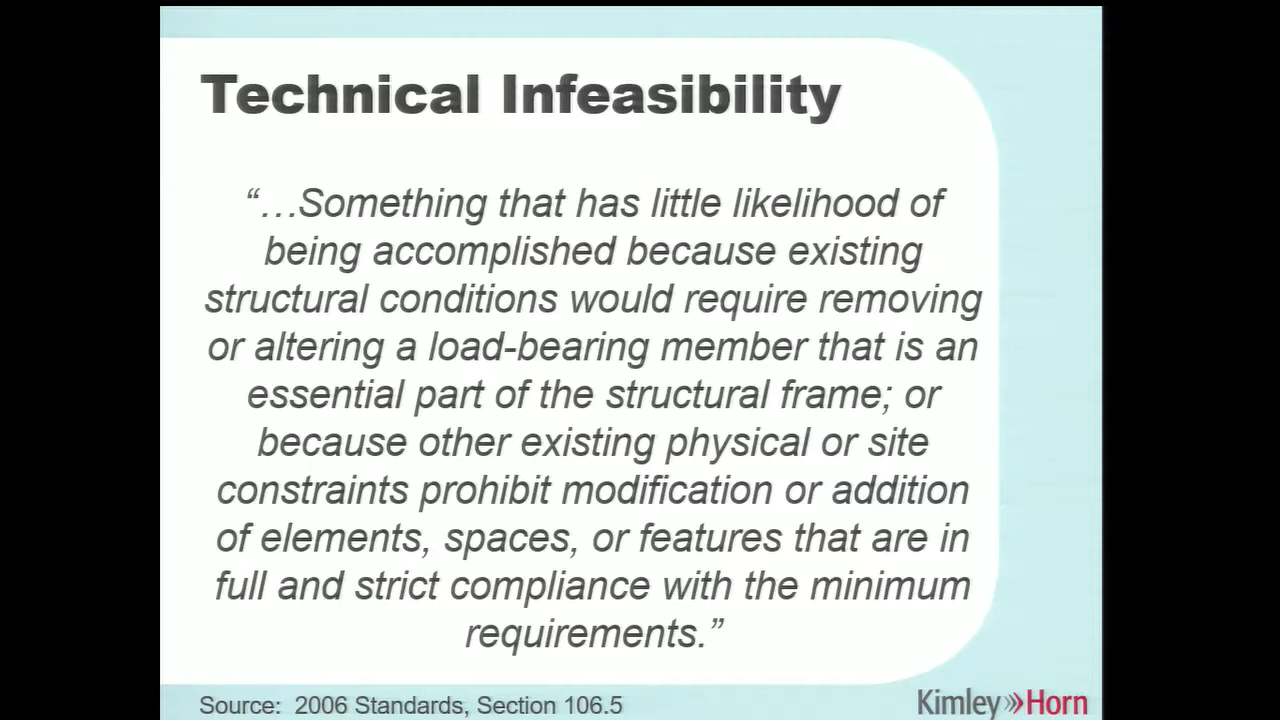 Technical Infeasibility
“…Something that has little likelihood of
being accomplished because existing
structural conditions would require removing
or altering a load-bearing member that is an
essential part of the structural frame; or
because other existing physical or site
constraints prohibit modification or addition
of elements, spaces, or features that are in
full and strict compliance with the minimum
requirements.”
Source: 2006 Standards, Section 106.5
Kimley»Horn